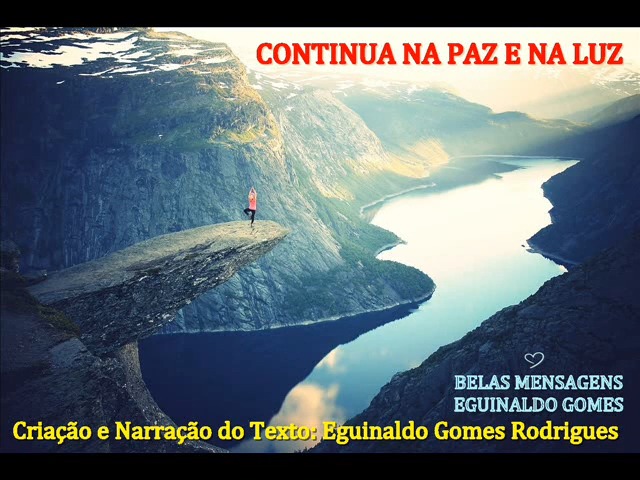 CONTINUA NA PAZ E NA LUZ
BELAS MENSAGENS
EGUINALDO GOMES
Criação e Narração do Texto: Eguinaldo Gomes Rodrigues